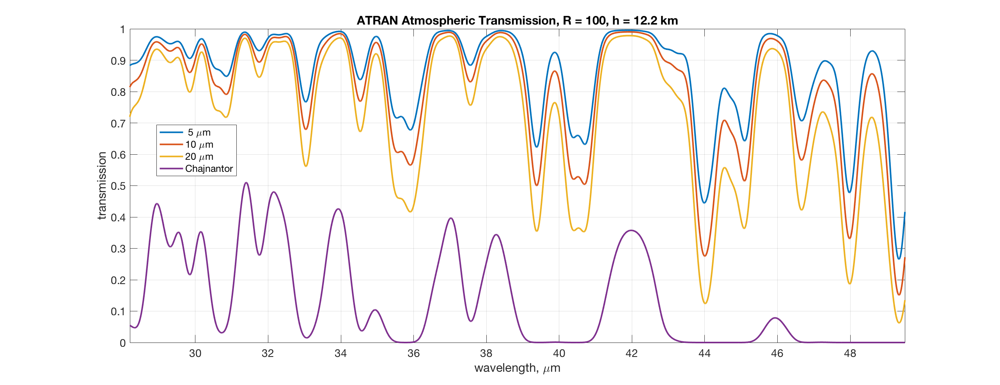 ATRAN Atmospheric Transmission, R = 100, h = 12.2 km
1
0.9
0.8
0.7
0.6
0.5
0.4
0.3
0.2
0.1
0
transmission
5 μm
10 μm
20 μm
Chajnantor
30 32 34 36 38 40 42 44 46 48
wavelength, μm